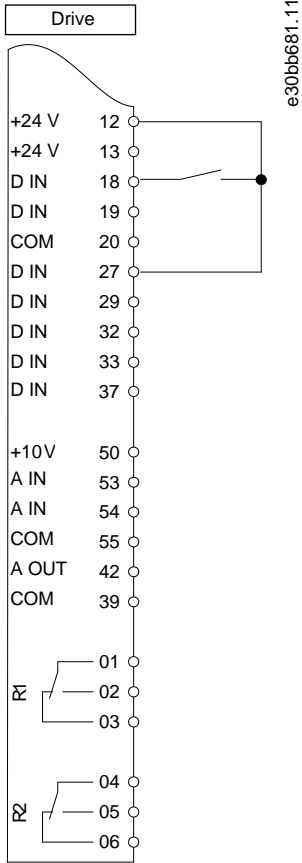 Drive
e30bb681.11
+24 V 12
+24 V 13
D IN 18
D IN 19
COM 20
D IN 27
D IN 29
D IN 32
D IN 33
D IN 37
+10V 50
A IN 53
A IN 54
COM 55
A OUT 42
COM 39
R1
01
02
03
R2
04
05
06